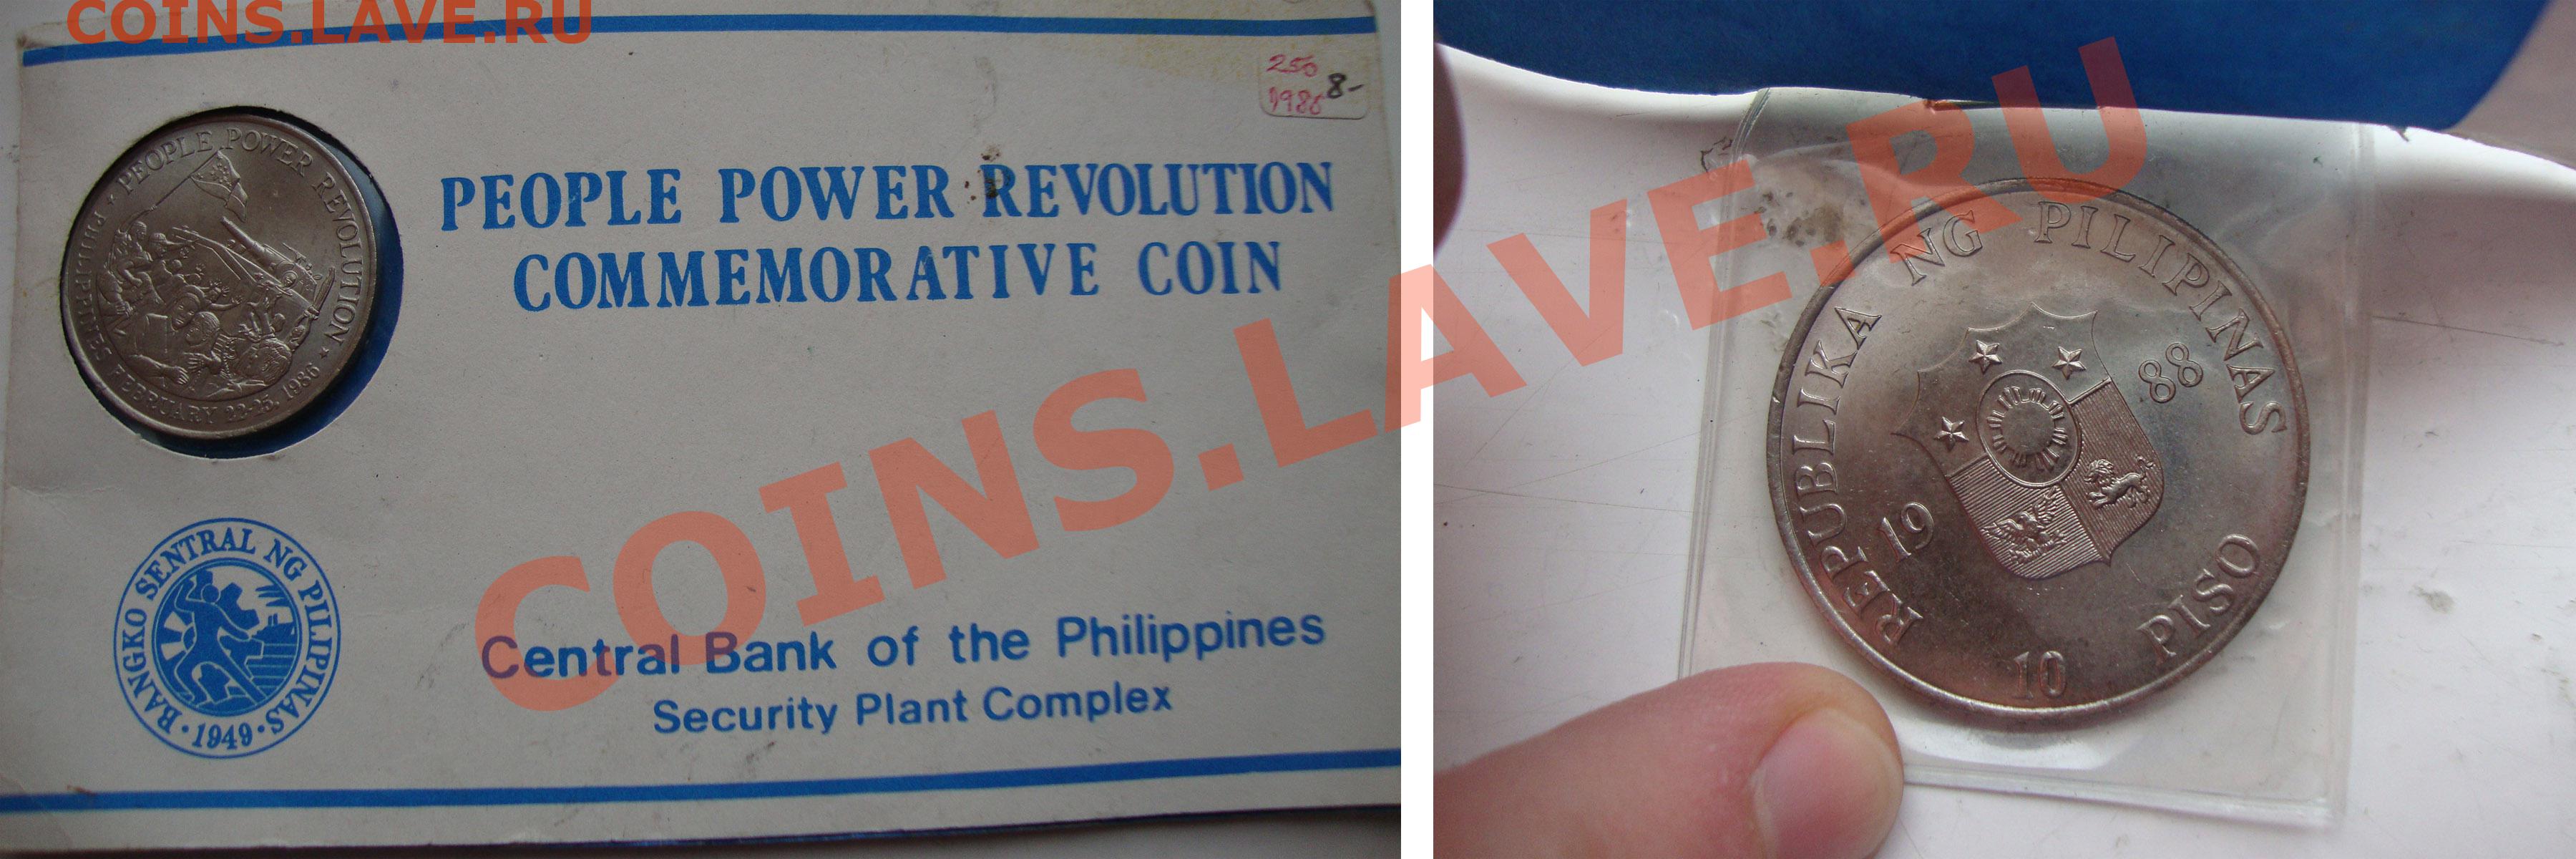 COINS.LAVE.RU
250
1986 8-
PEOPLE POWER REVOLUTION
PHILIPPINES FEBRUARY 22-25, 1986
PEOPLE POWER REVOLUTION
COMMEMORATIVE COIN
BANGKO SENTRAL NG PILIPINAS
1949
Central Bank of the Philippines
Security Plant Complex
COINS.LAVE.RU
REPUBLIKA NG PILIPINAS
19 88
10 PISO